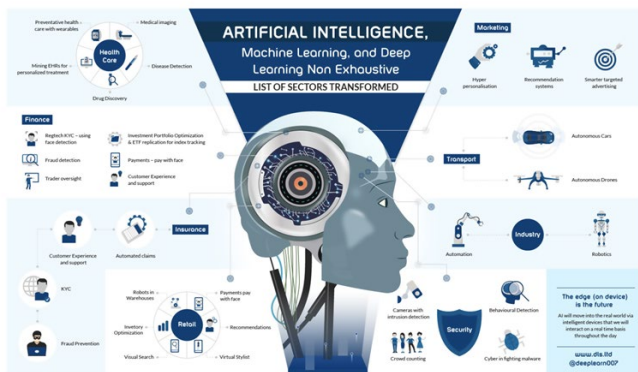 ARTIFICIAL INTELLIGENCE,
Machine Learning, and Deep
Learning Non Exhaustive
LIST OF SECTORS TRANSFORMED
Preventative health
care with wearables
Medical imaging
Health
Care
Mining EHRs for
personalized treatment
Disease Detection
Drug Discovery
Marketing
Hyper
personalisation
Recommendation
systems
Smarter targeted
advertising
Finance
Regtech KYC – using
face detection
Investment Portfolio Optimization
& ETF replication for index tracking
Fraud detection
Payments – pay with face
Trader oversight
Customer Experience
and support
Transport
Autonomous Cars
Autonomous Drones
Insurance
Customer Experience
and support
Automated claims
KYC
Fraud Prevention
Automation
Industry
Robotics
Robots in
Warehouses
Payments pay
with face
Invetory
Optimization
Retail
Recommendations
Visual Search
Virtual Stylist
Cameras with
intrusion detection
Behavioural Detection
Security
Crowd counting
Cyber in fighting malware
The edge (on device)
is the future
AI will move into the real world via
intelligent devices that we will
interact on a real time basis
throughout the day
www.dls.ltd
@deeplearn007